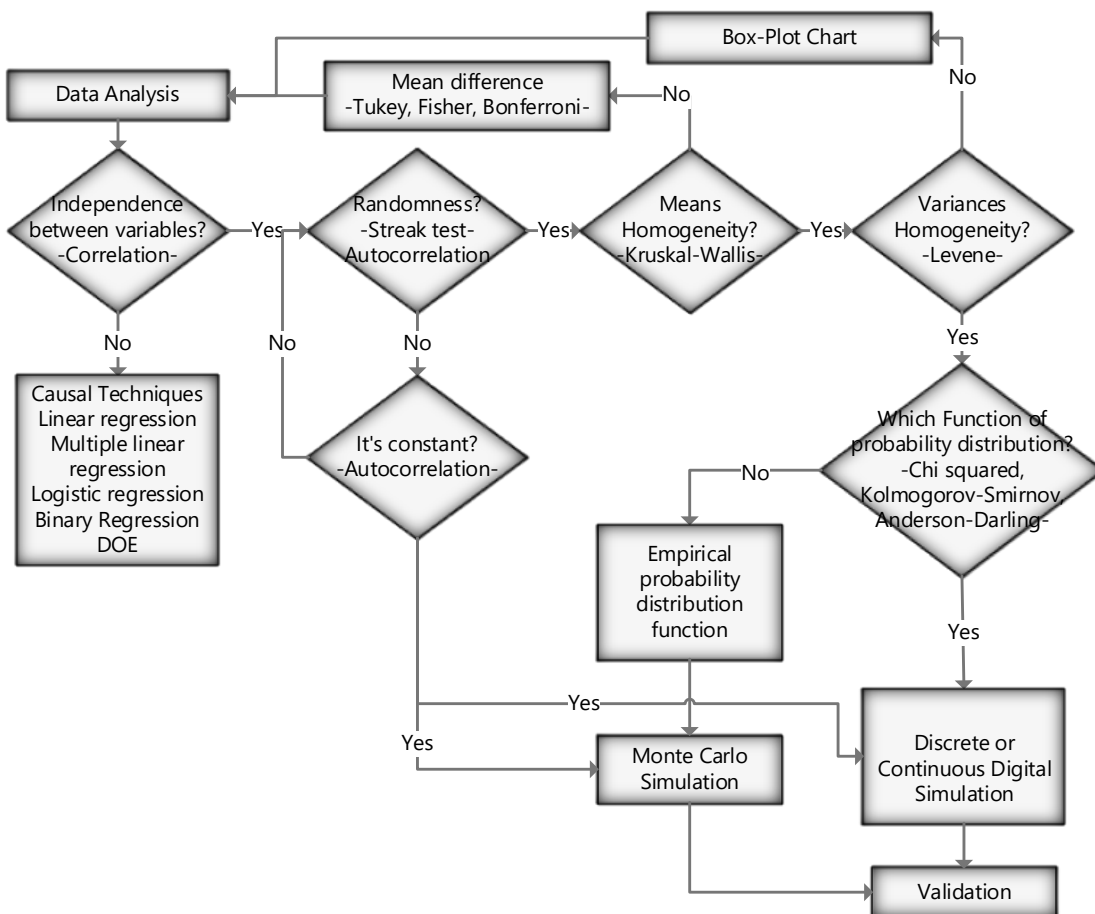 Box-Plot Chart
No
Data Analysis
Mean difference
-Tukey, Fisher, Bonferroni-
No
Independence
between variables?
-Correlation-
Yes
Randomness?
-Streak test-
Autocorrelation
Yes
Means
Homogeneity?
-Kruskal-Wallis-
Yes
Variances
Homogeneity?
-Levene-
No
No
No
Yes
Causal Techniques
Linear regression
Multiple linear
regression
Logistic regression
Binary Regression
DOE
It's constant?
-Autocorrelation-
Which Function of
probability distribution?
-Chi squared,
Kolmogorov-Smirnov,
Anderson-Darling-
No
Empirical
probability
distribution
function
Yes
Yes
Yes
Monte Carlo
Simulation
Discrete or
Continuous Digital
Simulation
Validation